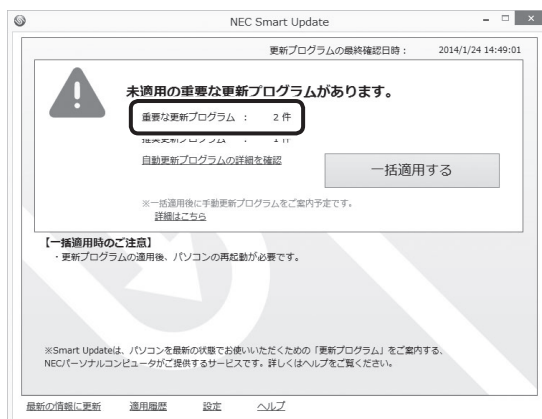 NEC Smart Update
更新プログラムの最終確認日時： 2014/1/24 14:49:01
未適用の重要な更新プログラムがあります。
重要な更新プログラム ： 2 件
推奨更新プログラム ： 1 件
自動更新プログラムの詳細を確認
一括適用する
※一括適用後に手動更新プログラムをご案内予定です。
詳細はこちら
【一括適用時のご注意】
・更新プログラムの適用後、パソコンの再起動が必要です。
※Smart Updateは、パソコンを最新の状態でお使いいただくための「更新プログラム」をご案内する、
NECパーソナルコンピュータがご提供するサービスです。詳しくはヘルプをご覧ください。
最新の情報に更新 適用履歴 設定 ヘルプ